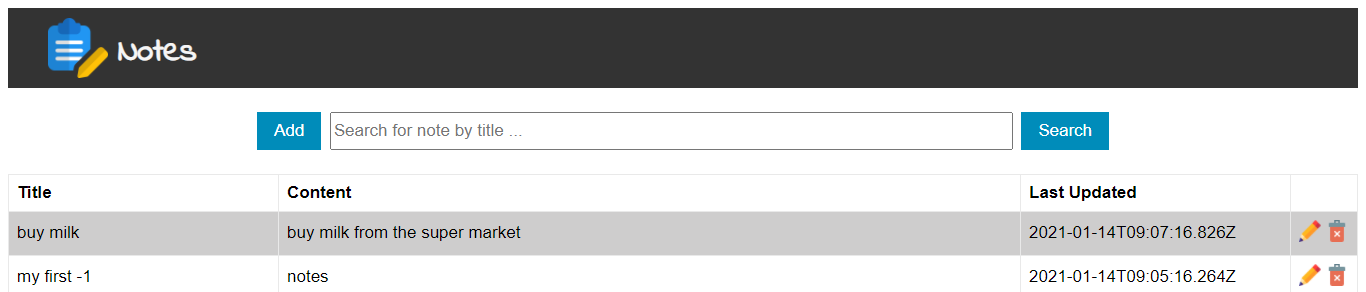 Notes
Add Search for note by title ... Search
Title Content Last Updated
buy milk buy milk from the super market 2021-01-14T09:07:16.826Z
my first -1 notes 2021-01-14T09:05:16.264Z